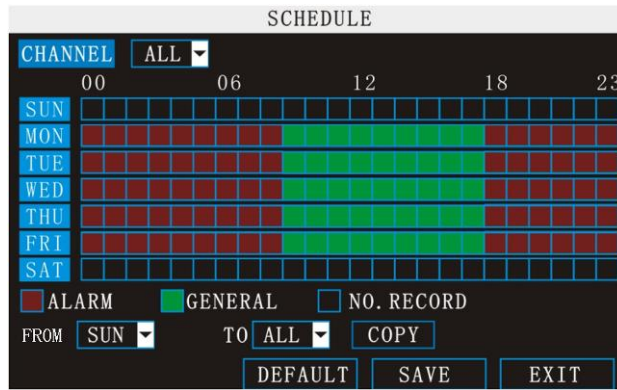 SCHEDULE
CHANNEL ALL
00 06 12 18 23
SUN
MON
TUE
WED
THU
FRI
SAT
ALARM GENERAL NO. RECORD
FROM SUN TO ALL COPY
DEFAULT SAVE EXIT